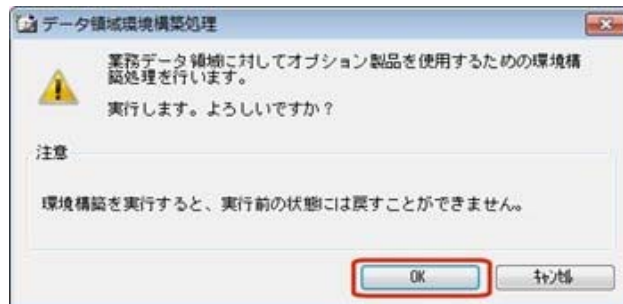 データ領域環境構築処理
業務データ領域に対してオプション製品を使用するための環境構
築処理を行います。
実行します。よろしいですか？
注意
環境構築を実行すると、実行前の状態には戻すことができません。
OK
ｷｬﾝｾﾙ